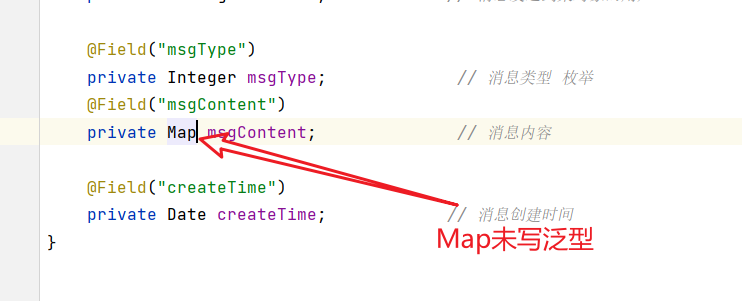 @Field("msgType")
private Integer msgType; // 消息类型 枚举
@Field("msgContent")
private Map msgContent; // 消息内容
@Field("createTime")
private Date createTime; // 消息创建时间
Map未写泛型
}